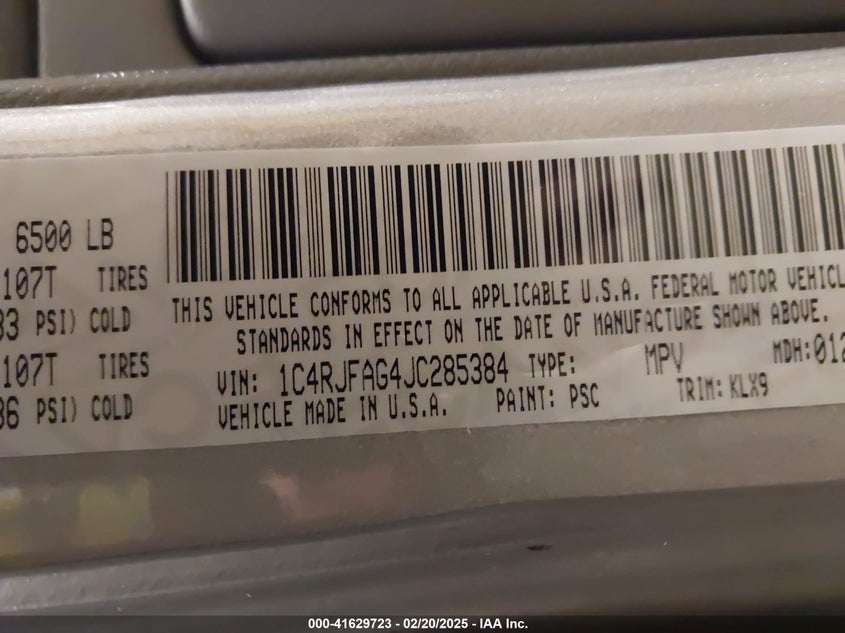 6500 LB
107T TIRES
PSI) COLD
107T TIRES
PSI) COLD
THIS VEHICLE CONFORMS TO ALL APPLICABLE U.S.A. FEDERAL MOTOR VEHICL
STANDARDS IN EFFECT ON THE DATE OF MANUFACTURE SHOWN ABOVE.
VIN: 1C4RJFAG4JC285384 TYPE: MPV MDH:012
VEHICLE MADE IN U.S.A. PAINT: PSC TRIM: KLX9
000-41629723 — 02/20/2025 - IAA Inc.